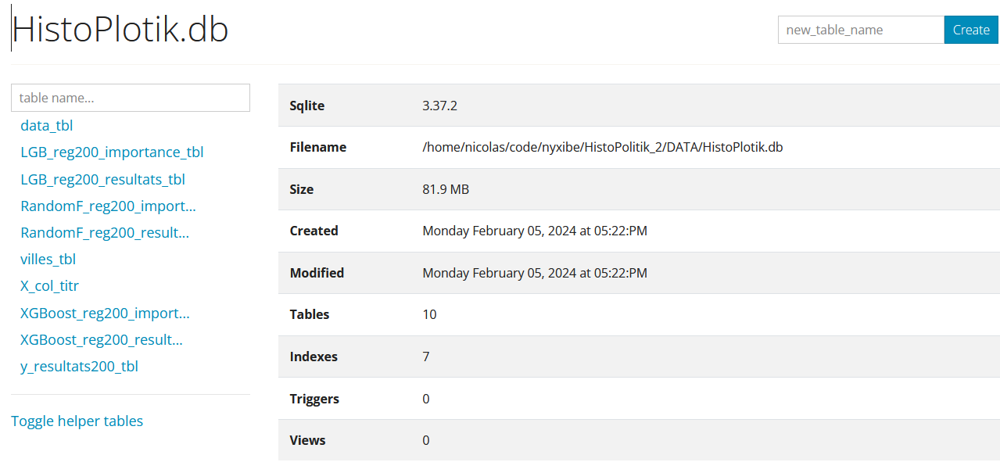 HistoPlotik.db
new_table_name Create
table name...
data_tbl
LGB_reg200_importance_tbl
LGB_reg200_resultats_tbl
RandomF_reg200_import...
RandomF_reg200_result...
villes_tbl
X_col_titr
XGBoost_reg200_import...
XGBoost_reg200_result...
y_resultats200_tbl
Toggle helper tables
Sqlite 3.37.2
Filename /home/nicolas/code/nyxibe/HistoPolitik_2/DATA/HistoPlotik.db
Size 81.9 MB
Created Monday February 05, 2024 at 05:22:PM
Modified Monday February 05, 2024 at 05:22:PM
Tables 10
Indexes 7
Triggers 0
Views 0